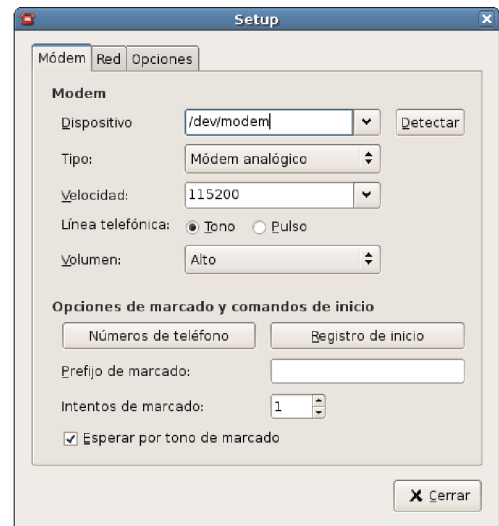 Setup
Módem Red Opciones
Modem
Dispositivo /dev/modem Detectar
Tipo: Módem analógico
Velocidad: 115200
Línea telefónica: Tono Pulso
Volumen: Alto
Opciones de marcado y comandos de inicio
Números de teléfono Registro de inicio
Prefijo de marcado:
Intentos de marcado: 1
Esperar por tono de marcado
Cerrar